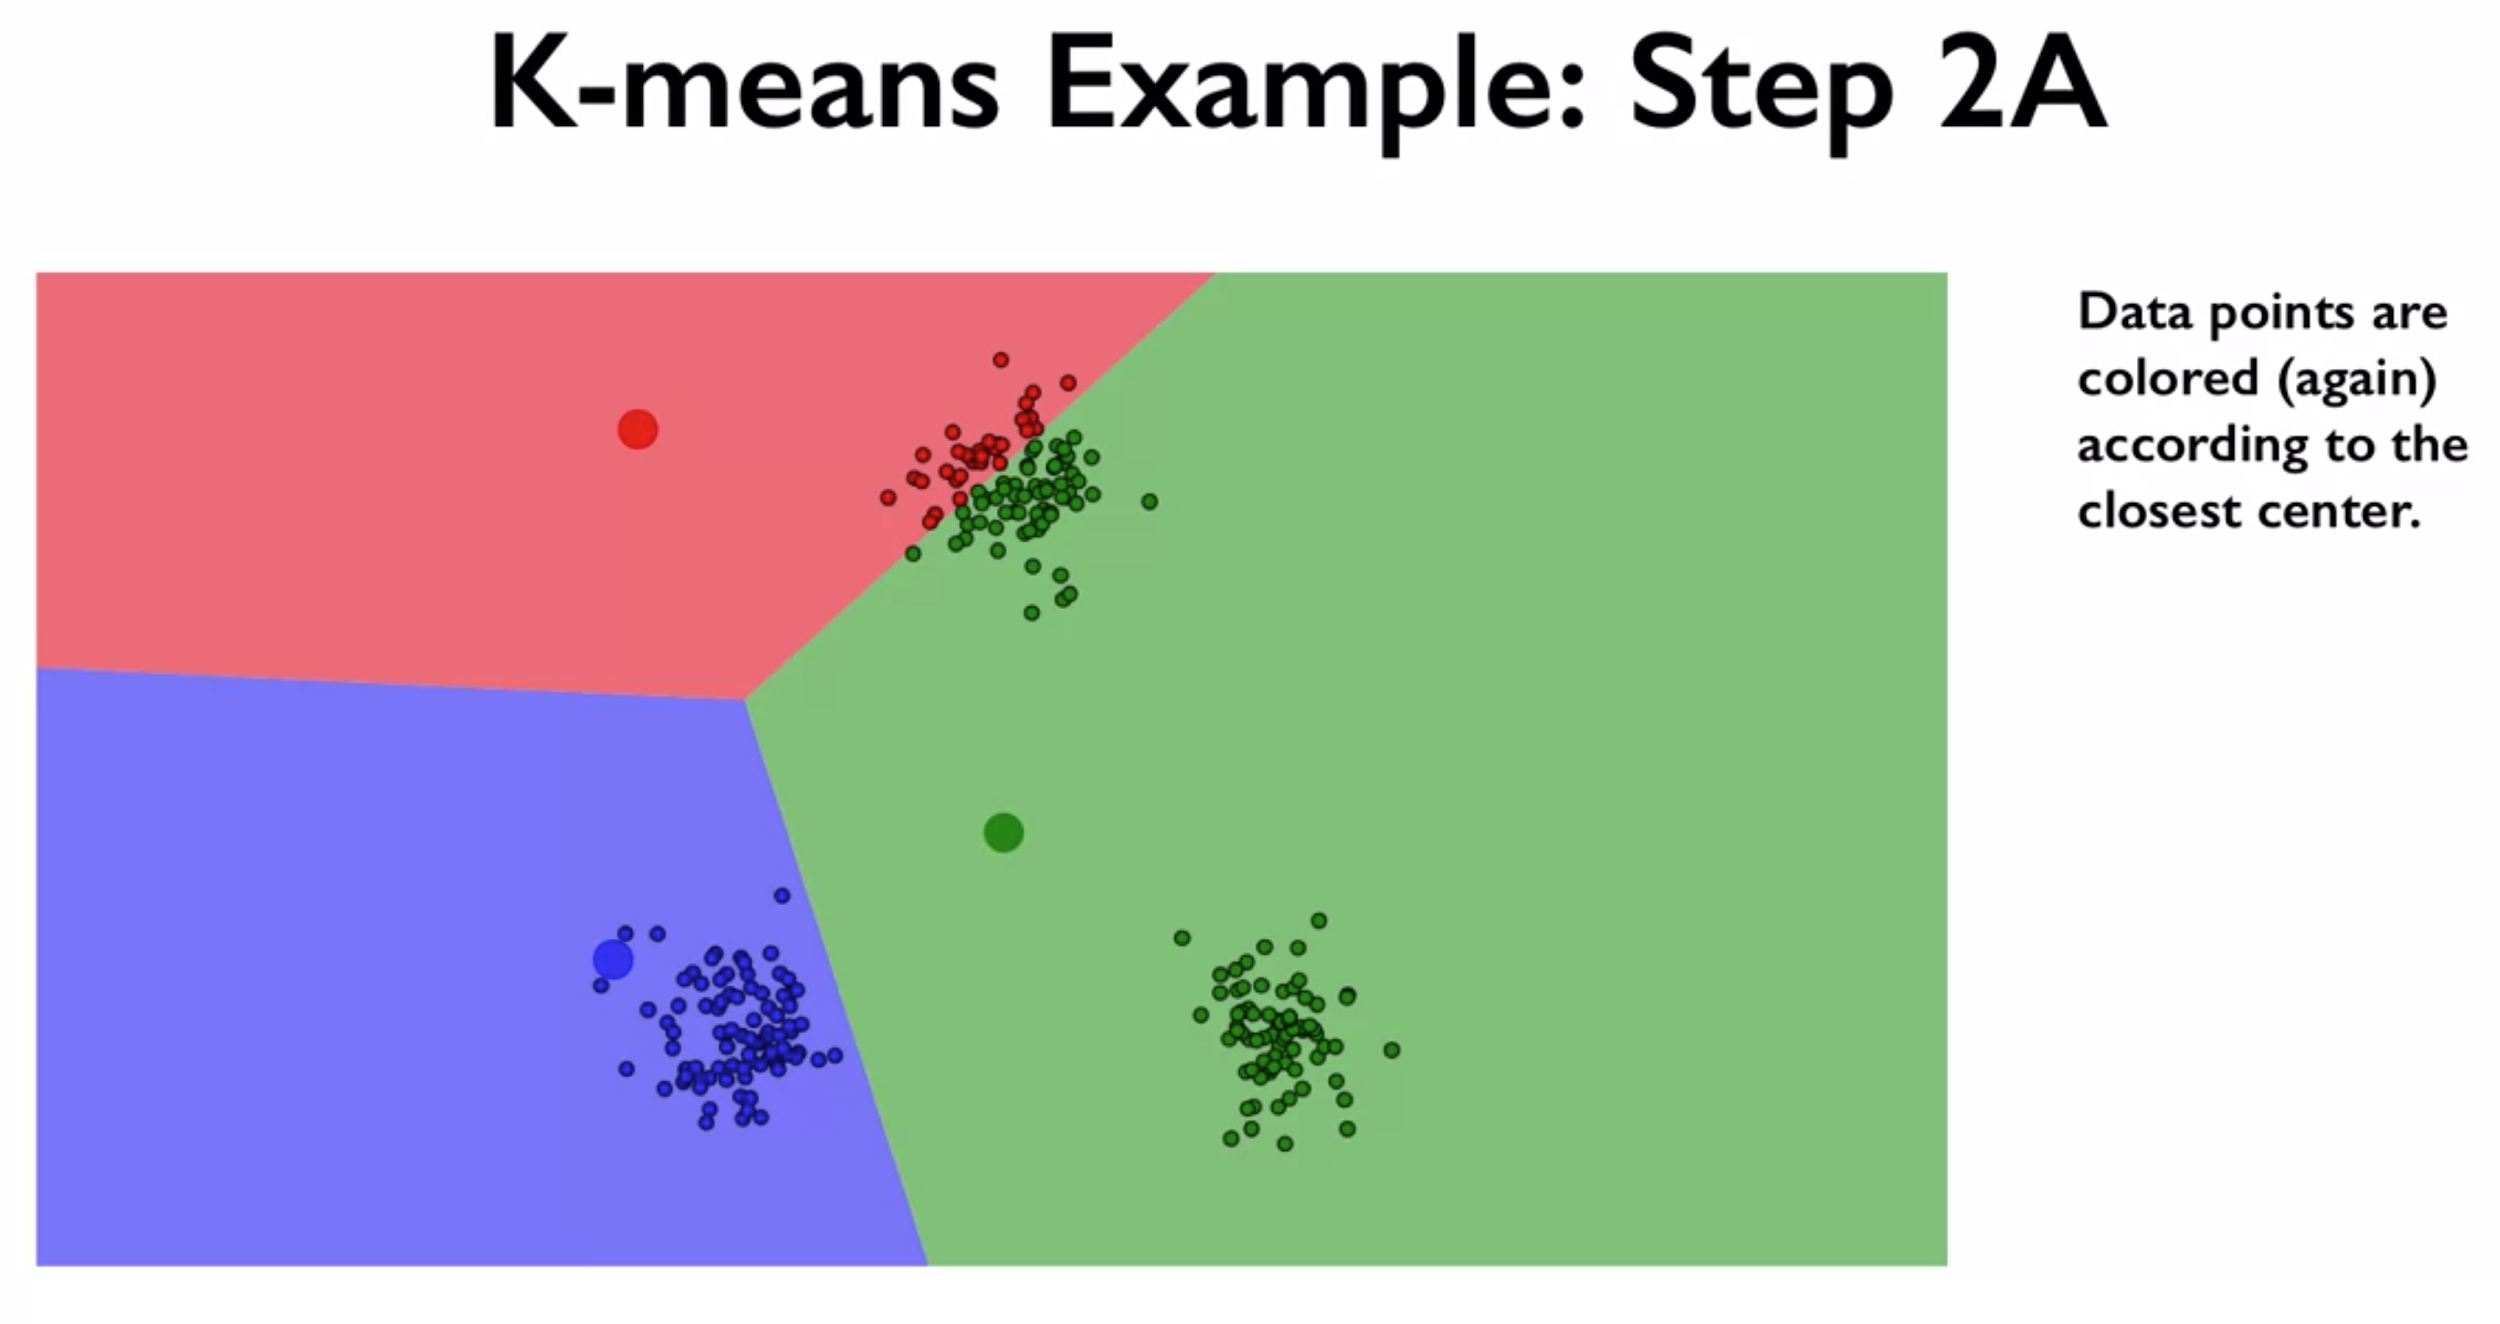 K-means Example: Step 2A
Data points are
colored (again)
according to the
closest center.